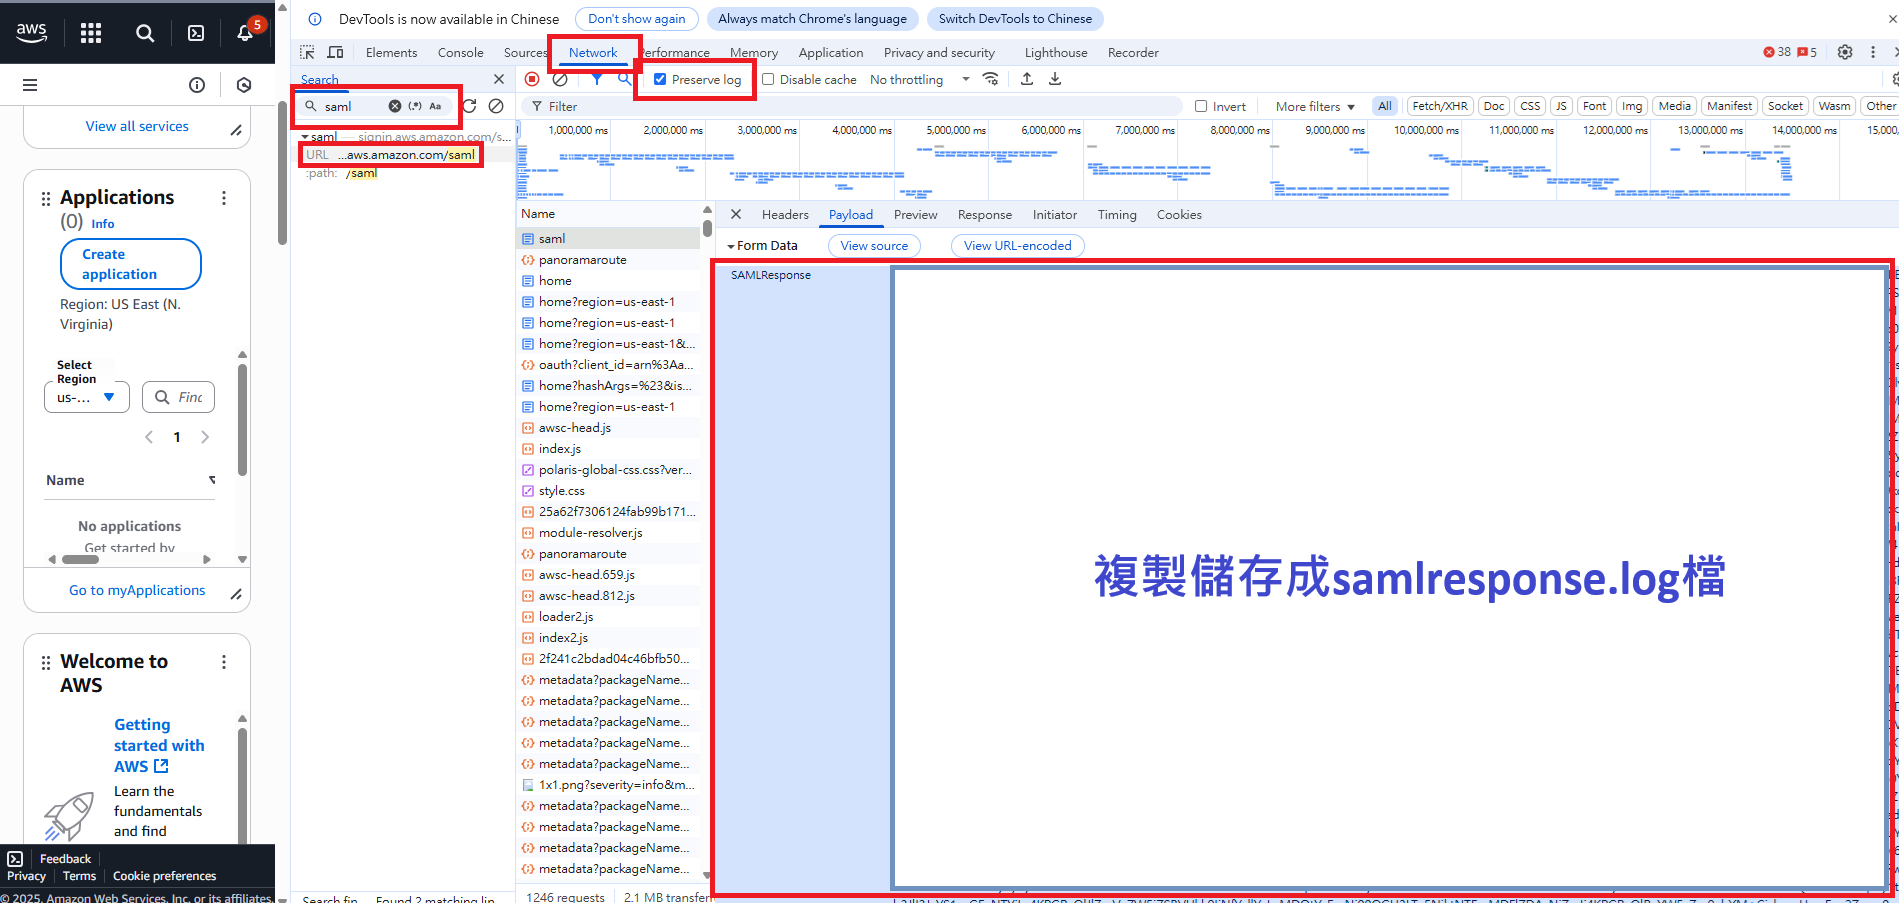 aws
5
View all services
Applications
(0) Info
Create
application
Region: US East (N.
Virginia)
Select
Region
us-...
Find
1
Name
No applications
Get started by
Go to myApplications
Welcome to
AWS
Getting
started with
AWS
Learn the
fundamentals
and find
Feedback
Privacy Terms Cookie preferences
© 2025, Amazon Web Services, Inc. or its affiliates.
DevTools is now available in Chinese Don't show again Always match Chrome's language Switch DevTools to Chinese
Elements Console Sources Network Performance Memory Application Privacy and security Lighthouse Recorder 38 5
Search
saml (.*) Aa
saml — signin.aws.amazon.com/s...
URL ...aws.amazon.com/saml
:path: /saml
Search fin... Found 2 matching lin...
Preserve log Disable cache No throttling
Filter Invert More filters All Fetch/XHR Doc CSS JS Font Img Media Manifest Socket Wasm Other
1,000,000 ms 2,000,000 ms 3,000,000 ms 4,000,000 ms 5,000,000 ms 6,000,000 ms 7,000,000 ms 8,000,000 ms 9,000,000 ms 10,000,000 ms 11,000,000 ms 12,000,000 ms 13,000,000 ms 14,000,000 ms 15,000,
Name
saml
panoramaroute
home
home?region=us-east-1
home?region=us-east-1
home?region=us-east-1&...
oauth?client_id=arn%3Aa...
home?hashArgs=%23&is...
home?region=us-east-1
awsc-head.js
index.js
polaris-global-css.css?ver...
style.css
25a62f7306124fab99b171...
module-resolver.js
panoramaroute
awsc-head.659.js
awsc-head.812.js
loader2.js
index2.js
2f241c2bdad04c46bfb50...
metadata?packageName...
metadata?packageName...
metadata?packageName...
metadata?packageName...
metadata?packageName...
1x1.png?severity=info&m...
metadata?packageName...
metadata?packageName...
metadata?packageName...
metadata?packageName...
1246 requests 2.1 MB transferr
Headers Payload Preview Response Initiator Timing Cookies
Form Data View source View URL-encoded
SAMLResponse
複製儲存成samlresponse.log檔